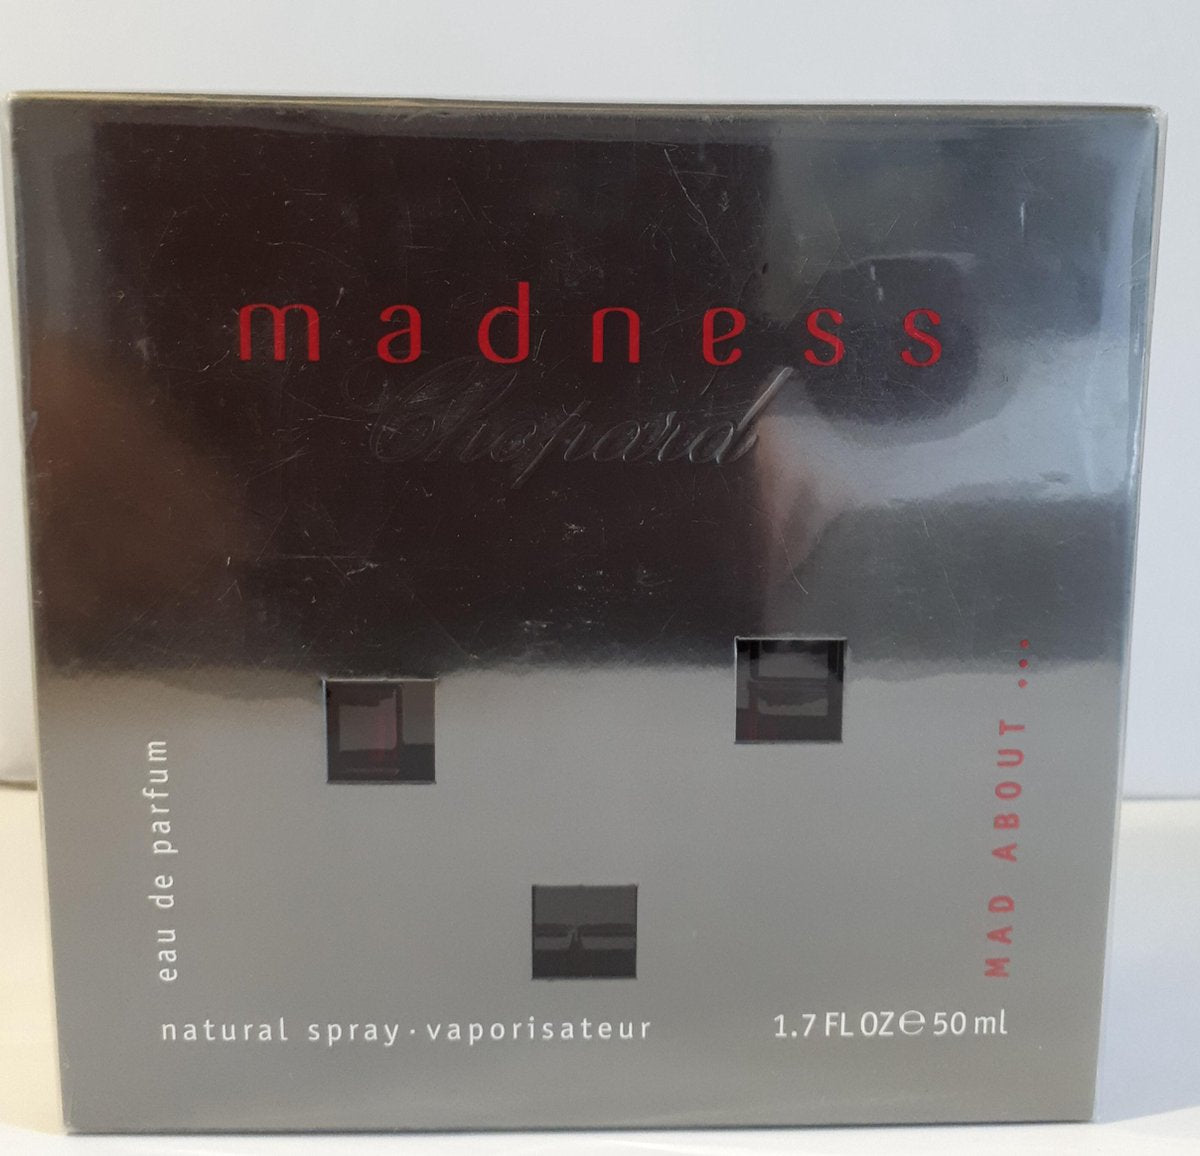 madness
Chopard
eau de parfum
MAD ABOUT ...
natural spray · vaporisateur
1.7 FL OZ ℮ 50 ml